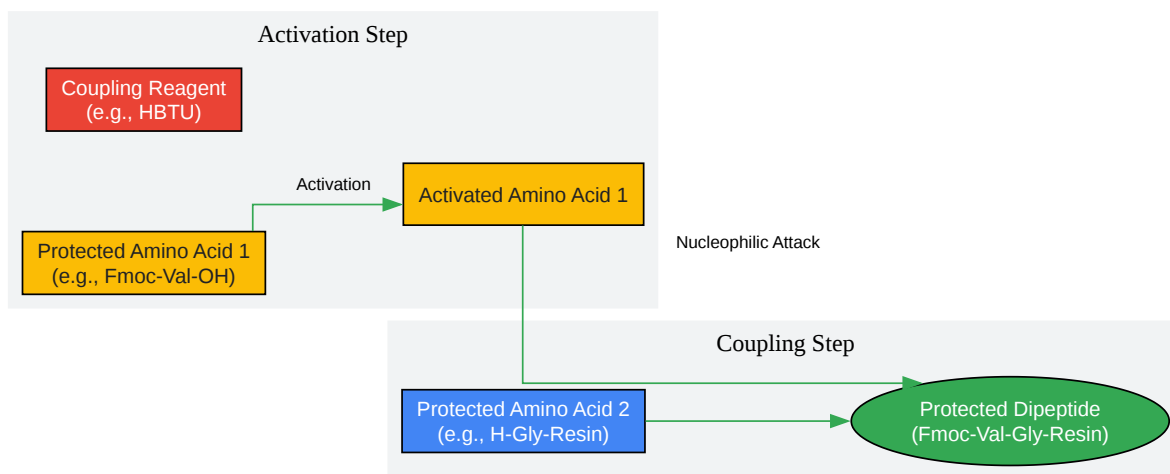 Activation Step
Coupling Reagent
(e.g., HBTU)
Activation
Activated Amino Acid 1
Protected Amino Acid 1
(e.g., Fmoc-Val-OH)
Nucleophilic Attack
Coupling Step
Protected Amino Acid 2
(e.g., H-Gly-Resin)
Protected Dipeptide
(Fmoc-Val-Gly-Resin)